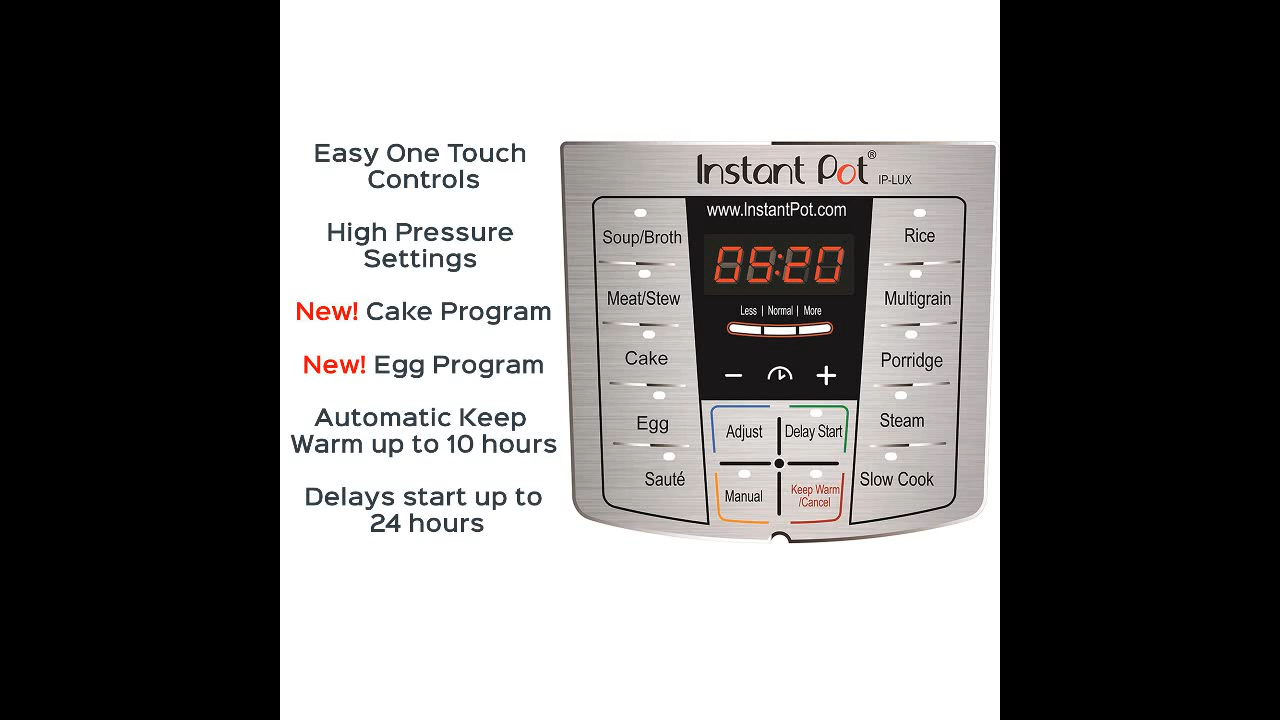 Easy One Touch
Controls
High Pressure
Settings
New! Cake Program
New! Egg Program
Automatic Keep
Warm up to 10 hours
Delays start up to
24 hours
Instant Pot® IP-LUX
www.InstantPot.com
05:20
Less | Normal | More
− +
Soup/Broth
Meat/Stew
Cake
Egg
Sauté
Adjust
Delay Start
Manual
Keep Warm
/Cancel
Rice
Multigrain
Porridge
Steam
Slow Cook